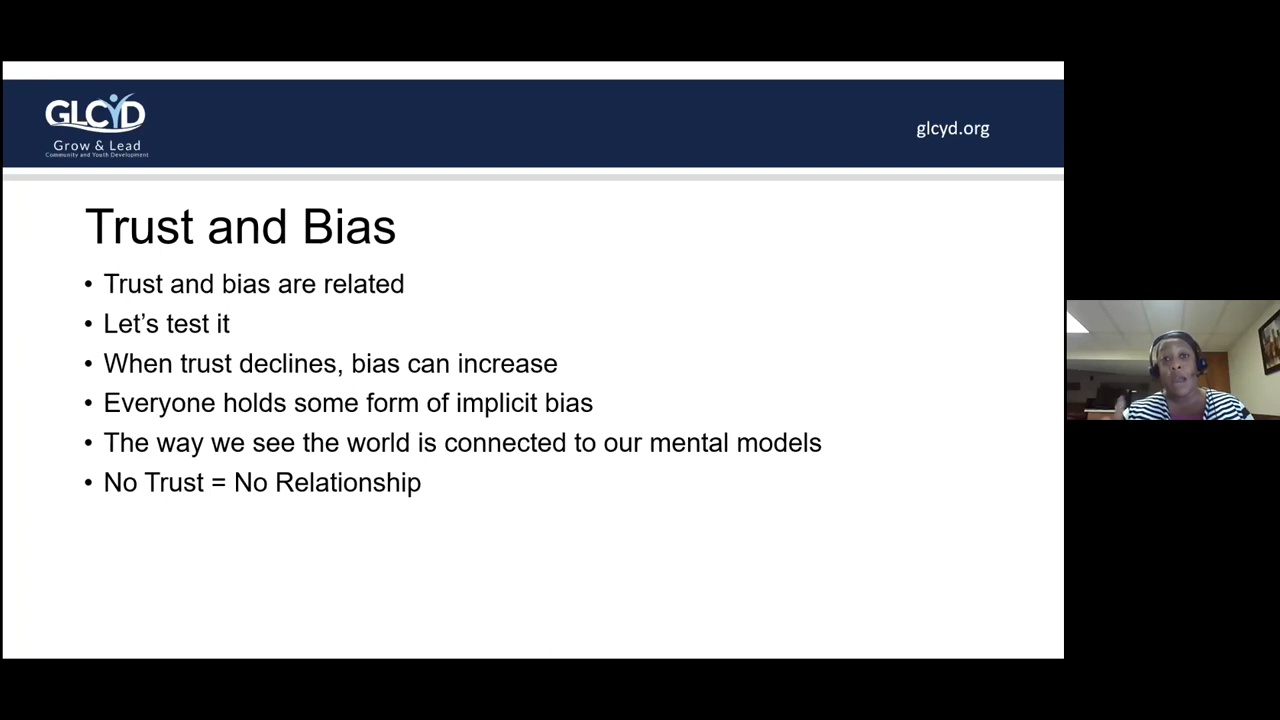 GLCYD
Grow & Lead
Community and Youth Development
glcyd.org
Trust and Bias
• Trust and bias are related
• Let’s test it
• When trust declines, bias can increase
• Everyone holds some form of implicit bias
• The way we see the world is connected to our mental models
• No Trust = No Relationship